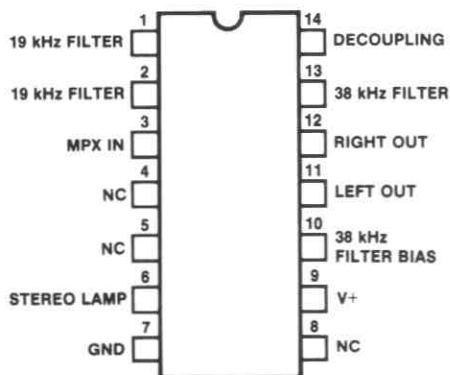 1
19 kHz FILTER
2
19 kHz FILTER
3
MPX IN
4
NC
5
NC
6
STEREO LAMP
7
GND
14
DECOUPLING
13
38 kHz FILTER
12
RIGHT OUT
11
LEFT OUT
10
38 kHz
FILTER BIAS
9
V+
8
NC